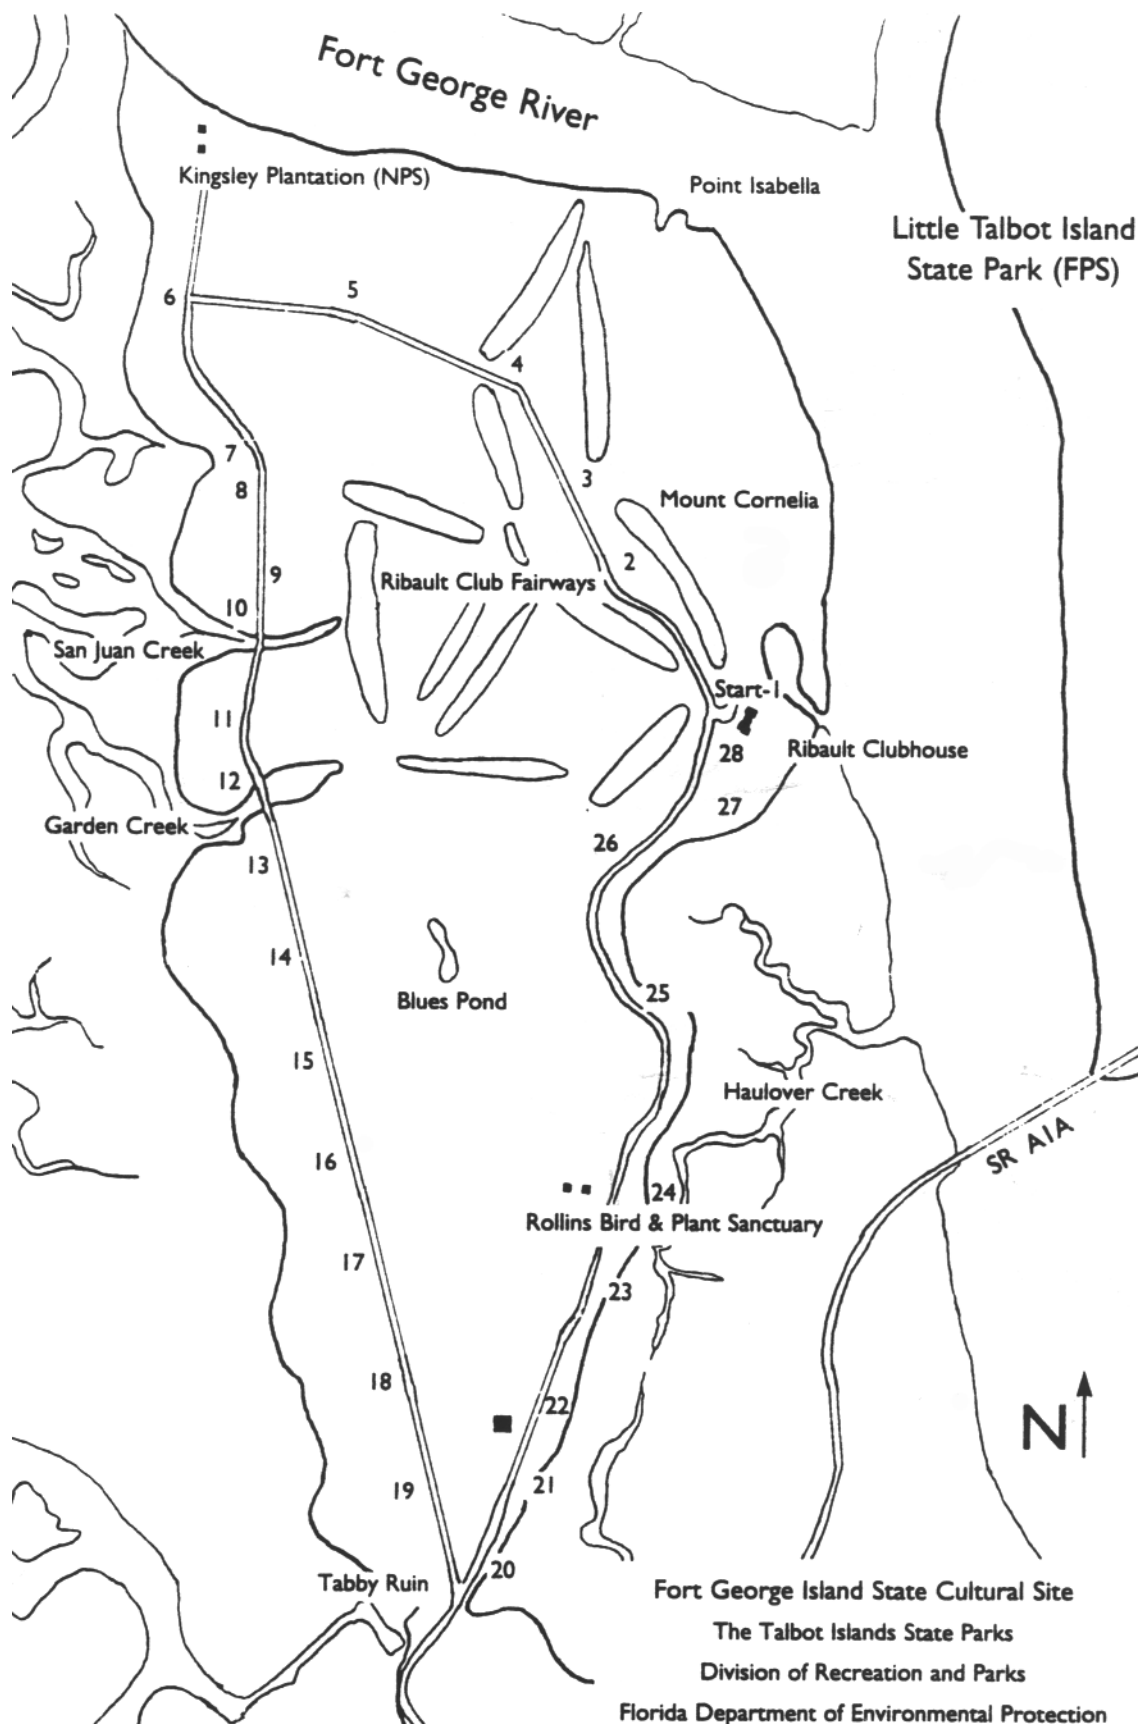 Fort George River
Kingsley Plantation (NPS)
Point Isabella
Little Talbot Island
State Park (FPS)
6
5
4
7
8
3
Mount Cornelia
2
9
Ribault Club Fairways
10
San Juan Creek
Start-1
11
28
Ribault Clubhouse
12
27
Garden Creek
26
13
14
25
Blues Pond
15
Haulover Creek
SR A1A
16
24
Rollins Bird & Plant Sanctuary
17
23
18
22
N
19
21
20
Tabby Ruin
Fort George Island State Cultural Site
The Talbot Islands State Parks
Division of Recreation and Parks
Florida Department of Environmental Protection